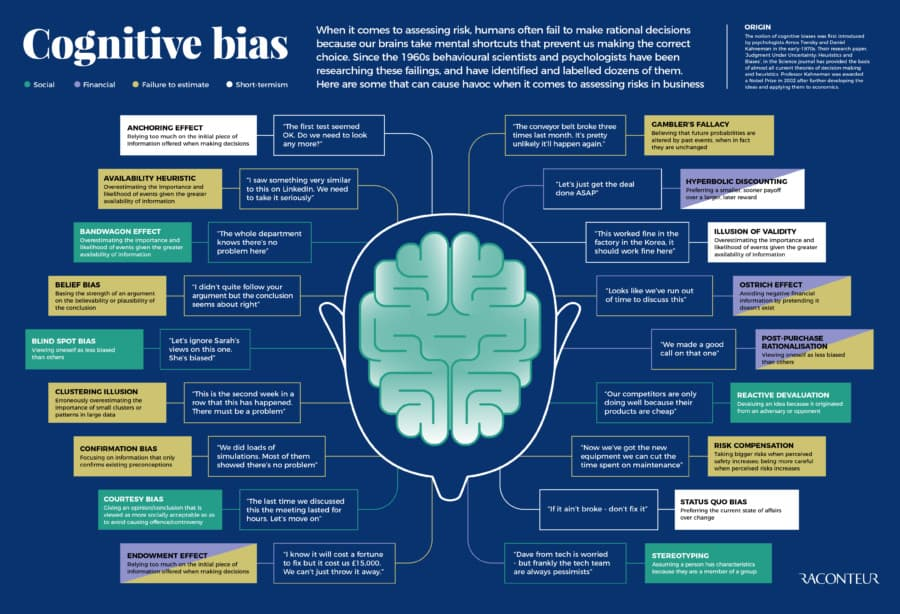 Cognitive bias
Social
Financial
Failure to estimate
Short-termism
When it comes to assessing risk, humans often fail to make rational decisions
because our brains take mental shortcuts that prevent us making the correct
choice. Since the 1960s behavioural scientists and psychologists have been
researching these failings, and have identified and labelled dozens of them.
Here are some that can cause havoc when it comes to assessing risks in business
ORIGIN
The notion of cognitive biases was first introduced
by psychologists Amos Tversky and Daniel
Kahneman in the early-1970s. Their research paper,
'Judgment Under Uncertainty: Heuristics and
Biases', in the Science journal has provided the basis
of almost all current theories of decision making
and heuristics. Professor Kahneman was awarded
a Nobel Prize in 2002 after further developing the
ideas and applying them to economics.
ANCHORING EFFECT
Relying too much on the initial piece of
information offered when making decisions
"The first test seemed
OK. Do we need to look
any more?"
AVAILABILITY HEURISTIC
Overestimating the importance and
likelihood of events given the greater
availability of information
"I saw something very similar
to this on LinkedIn. We need
to take it seriously"
BANDWAGON EFFECT
Overestimating the importance and
likelihood of events given the greater
availability of information
"The whole department
knows there's no
problem here"
BELIEF BIAS
Basing the strength of an argument
on the believability or plausibility of
the conclusion
"I didn't quite follow your
argument but the conclusion
seems about right"
BLIND SPOT BIAS
Viewing oneself as less biased
than others
"Let's ignore Sarah's
views on this one.
She's biased"
CLUSTERING ILLUSION
Erroneously overestimating the
importance of small clusters or
patterns in large data
"This is the second week in a
row that this has happened.
There must be a problem"
CONFIRMATION BIAS
Focusing on information that only
confirms existing preconceptions
"We did loads of
simulations. Most of them
showed there's no problem"
COURTESY BIAS
Giving an opinion/conclusion that is
viewed as more socially acceptable so as
to avoid causing offence/controversy
"The last time we discussed
this the meeting lasted for
hours. Let's move on"
ENDOWMENT EFFECT
Relying too much on the initial piece of
information offered when making decisions
"I know it will cost a fortune
to fix but it cost us £15,000.
We can't just throw it away."
"The conveyor belt broke three
times last month. It's pretty
unlikely it'll happen again."
GAMBLER'S FALLACY
Believing that future probabilities are
altered by past events, when in fact
they are unchanged
"Let's just get the deal
done ASAP"
HYPERBOLIC DISCOUNTING
Preferring a smaller, sooner payoff
over a larger, later reward
"This worked fine in the
factory in the Korea, it
should work fine here"
ILLUSION OF VALIDITY
Overestimating the importance and
likelihood of events given the greater
availability of information
"Looks like we've run out
of time to discuss this"
OSTRICH EFFECT
Avoiding negative financial
information by pretending it
doesn't exist
"We made a good
call on that one"
POST-PURCHASE
RATIONALISATION
Viewing oneself as less biased
than others
"Our competitors are only
doing well because their
products are cheap"
REACTIVE DEVALUATION
Devaluing an idea because it originated
from an adversary or opponent
"Now we've got the new
equipment we can cut the
time spent on maintenance"
RISK COMPENSATION
Taking bigger risks when perceived
safety increases; being more careful
when perceived risks increases
"If it ain't broke - don't fix it"
STATUS QUO BIAS
Preferring the current state of affairs
over change
"Dave from tech is worried
- but frankly the tech team
are always pessimists"
STEREOTYPING
Assuming a person has characteristics
because they are a member of a group
RACONTEUR